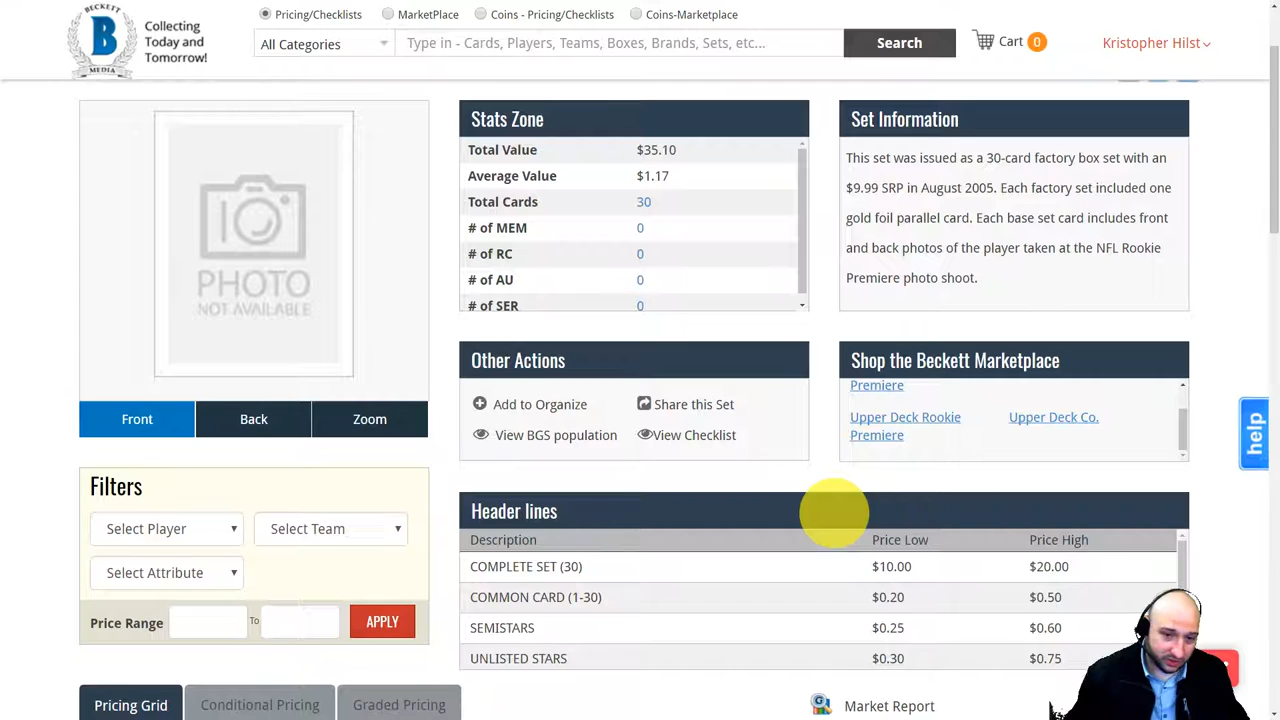 Pricing/Checklists MarketPlace Coins - Pricing/Checklists Coins-Marketplace
BECKETT
B
MEDIA
Collecting
Today and
Tomorrow!
All Categories Type in - Cards, Players, Teams, Boxes, Brands, Sets, etc... Search Cart 0 Kristopher Hilst
PHOTO
NOT AVAILABLE
Front Back Zoom
Stats Zone
Total Value $35.10
Average Value $1.17
Total Cards 30
# of MEM 0
# of RC 0
# of AU 0
# of SER 0
Set Information
This set was issued as a 30-card factory box set with an
$9.99 SRP in August 2005. Each factory set included one
gold foil parallel card. Each base set card includes front
and back photos of the player taken at the NFL Rookie
Premiere photo shoot.
Other Actions
Add to Organize Share this Set
View BGS population View Checklist
Shop the Beckett Marketplace
Premiere
Upper Deck Rookie Upper Deck Co.
Premiere
help
Filters
Select Player Select Team
Select Attribute
Price Range To APPLY
Header lines
Description Price Low Price High
COMPLETE SET (30) $10.00 $20.00
COMMON CARD (1-30) $0.20 $0.50
SEMISTARS $0.25 $0.60
UNLISTED STARS $0.30 $0.75
Pricing Grid Conditional Pricing Graded Pricing Market Report